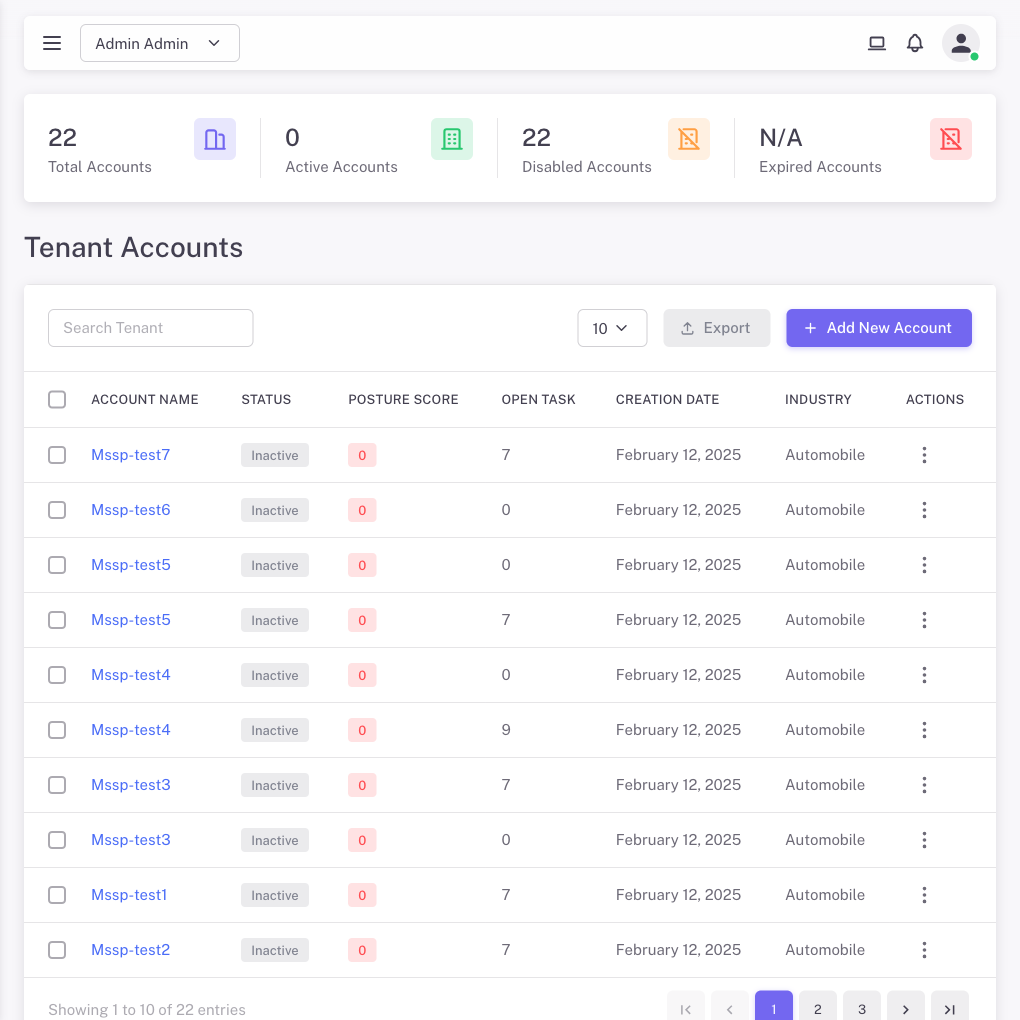 Admin Admin
22 0 22 N/A
Total Accounts Active Accounts Disabled Accounts Expired Accounts
Tenant Accounts
Search Tenant 10 Export + Add New Account
ACCOUNT NAME STATUS POSTURE SCORE OPEN TASK CREATION DATE INDUSTRY ACTIONS
Mssp-test7 Inactive 0 7 February 12, 2025 Automobile
Mssp-test6 Inactive 0 0 February 12, 2025 Automobile
Mssp-test5 Inactive 0 0 February 12, 2025 Automobile
Mssp-test5 Inactive 0 7 February 12, 2025 Automobile
Mssp-test4 Inactive 0 0 February 12, 2025 Automobile
Mssp-test4 Inactive 0 9 February 12, 2025 Automobile
Mssp-test3 Inactive 0 7 February 12, 2025 Automobile
Mssp-test3 Inactive 0 0 February 12, 2025 Automobile
Mssp-test1 Inactive 0 7 February 12, 2025 Automobile
Mssp-test2 Inactive 0 7 February 12, 2025 Automobile
Showing 1 to 10 of 22 entries 1 2 3